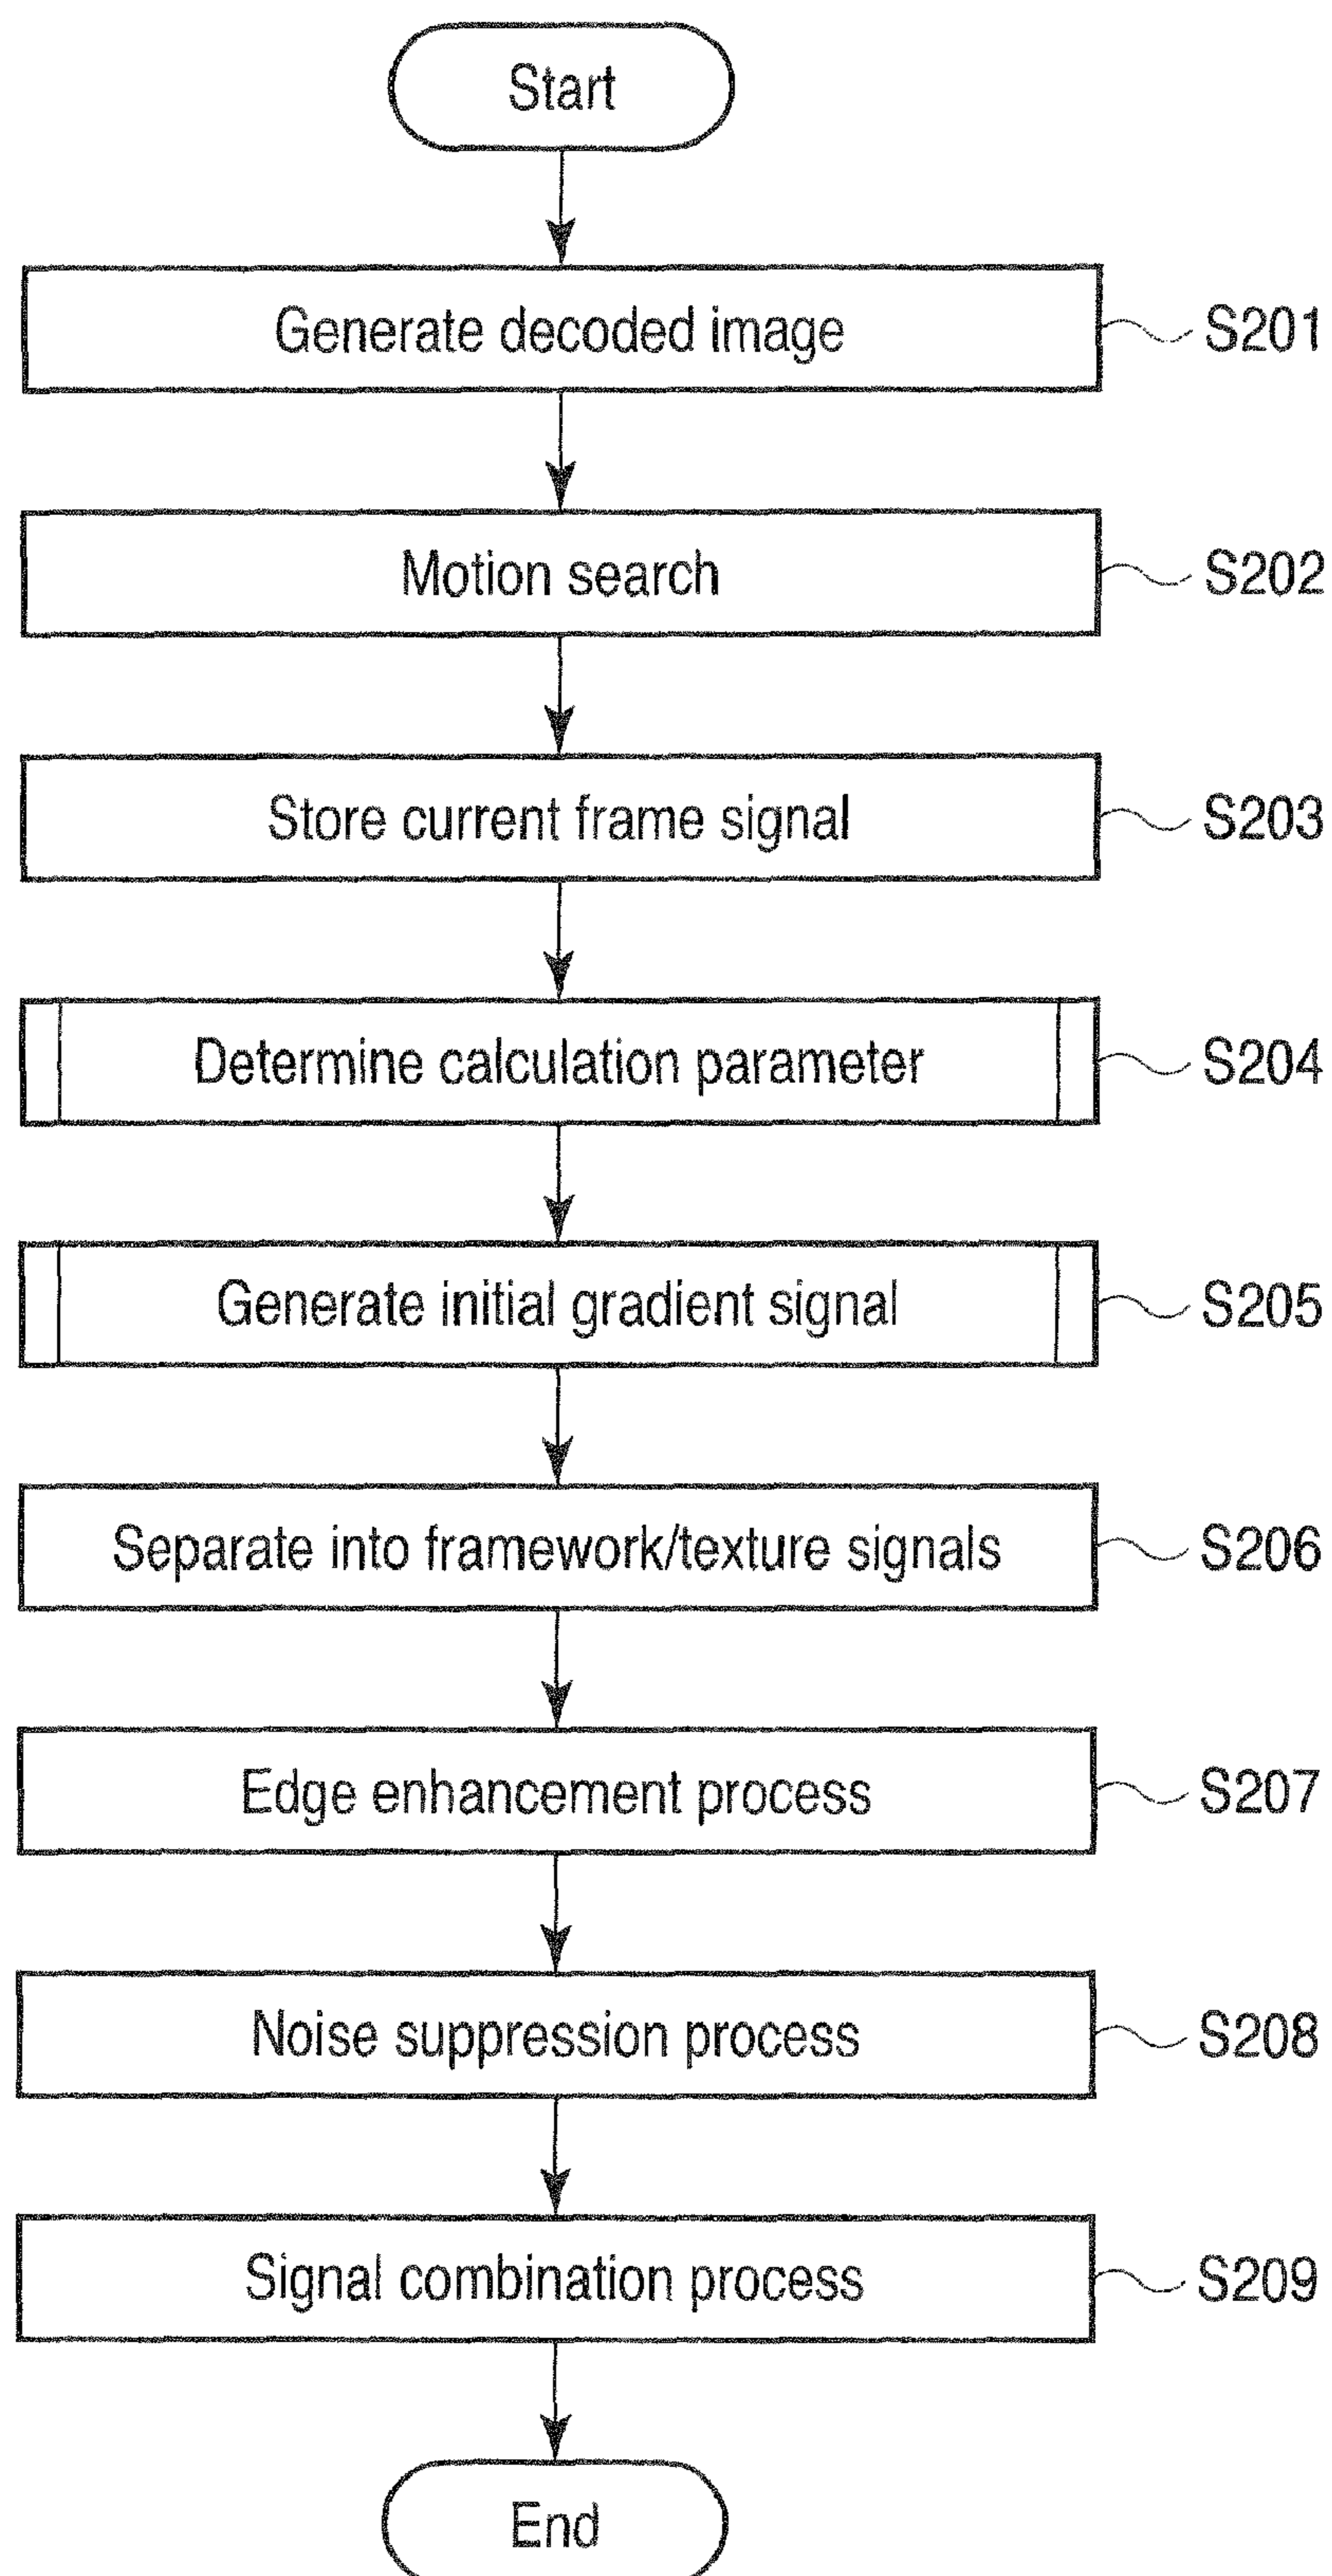 Start
Generate decoded image
S201
Motion search
S202
Store current frame signal
S203
Determine calculation parameter
S204
Generate initial gradient signal
S205
Separate into framework/texture signals
S206
Edge enhancement process
S207
Noise suppression process
S208
Signal combination process
S209
End